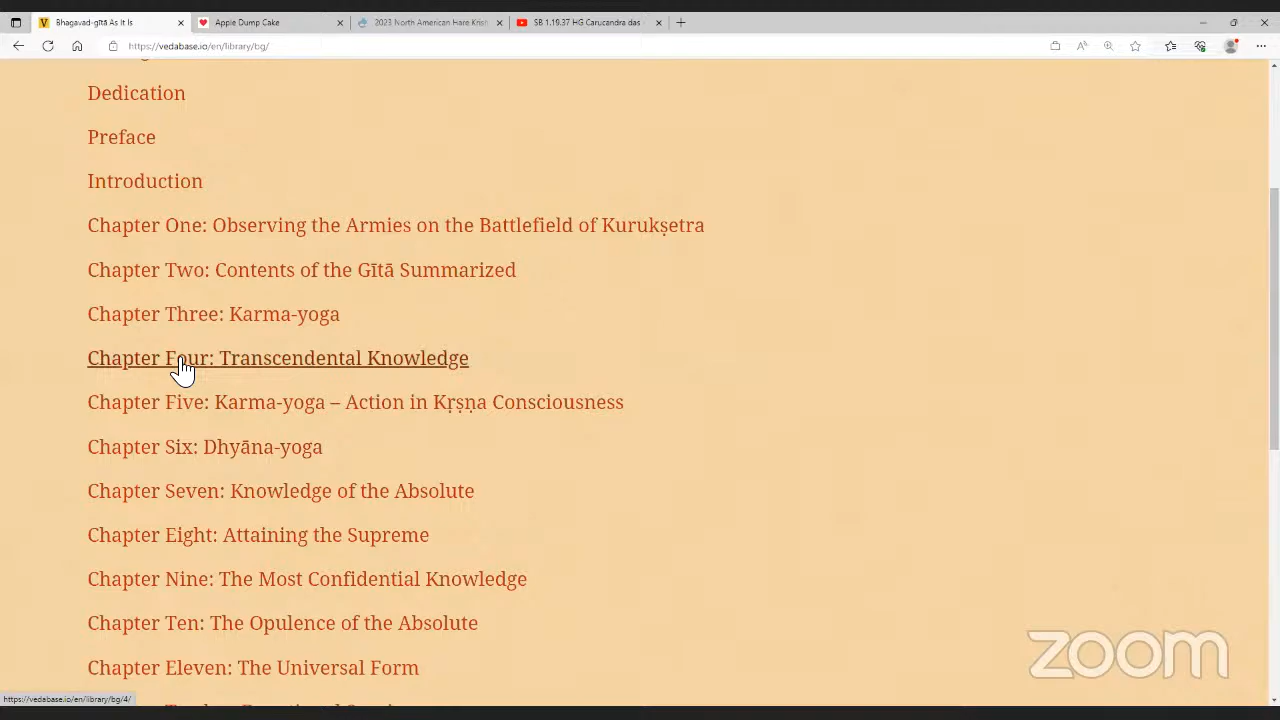 Bhagavad-gītā As It Is
Apple Dump Cake
2023 North American Hare Krish
SB 1.19.37 HG Carucandra das
https://vedabase.io/en/library/bg/
Dedication
Preface
Introduction
Chapter One: Observing the Armies on the Battlefield of Kurukṣetra
Chapter Two: Contents of the Gītā Summarized
Chapter Three: Karma-yoga
Chapter Four: Transcendental Knowledge
Chapter Five: Karma-yoga – Action in Kṛṣṇa Consciousness
Chapter Six: Dhyāna-yoga
Chapter Seven: Knowledge of the Absolute
Chapter Eight: Attaining the Supreme
Chapter Nine: The Most Confidential Knowledge
Chapter Ten: The Opulence of the Absolute
Chapter Eleven: The Universal Form
zoom
https://vedabase.io/en/library/bg/4/